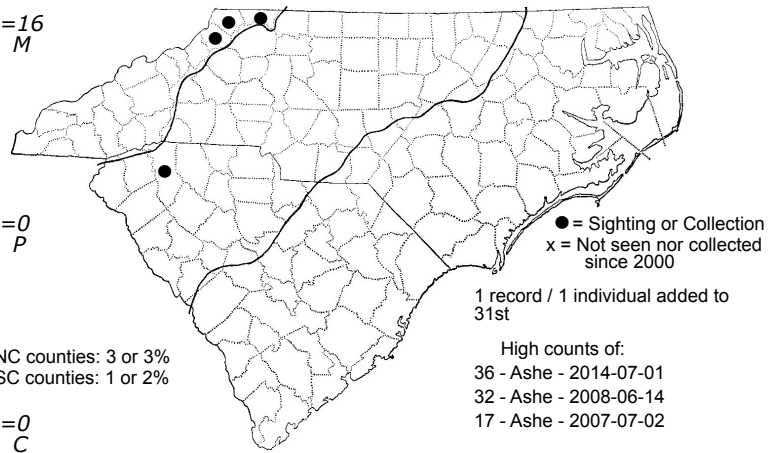 =16
M
=0
P
● = Sighting or Collection
x = Not seen nor collected
since 2000
1 record / 1 individual added to
31st
NC counties: 3 or 3%
SC counties: 1 or 2%
High counts of:
36 - Ashe - 2014-07-01
32 - Ashe - 2008-06-14
17 - Ashe - 2007-07-02
=0
C